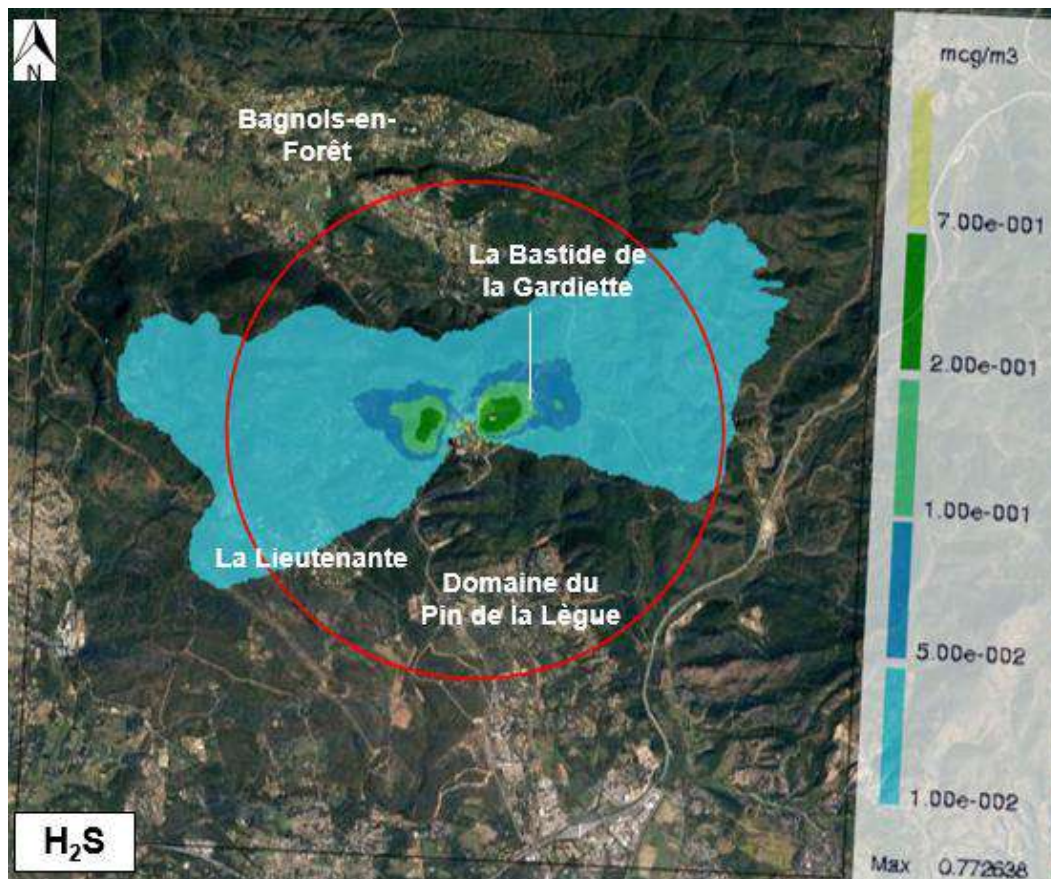 N
mcg/m3
Bagnols-en-
Forêt
7.00e-001
La Bastide de
la Gardiette
2.00e-001
1.00e-001
La Lieutenante
Domaine du
Pin de la Lègue
5.00e-002
1.00e-002
H₂S
Max 0.772638